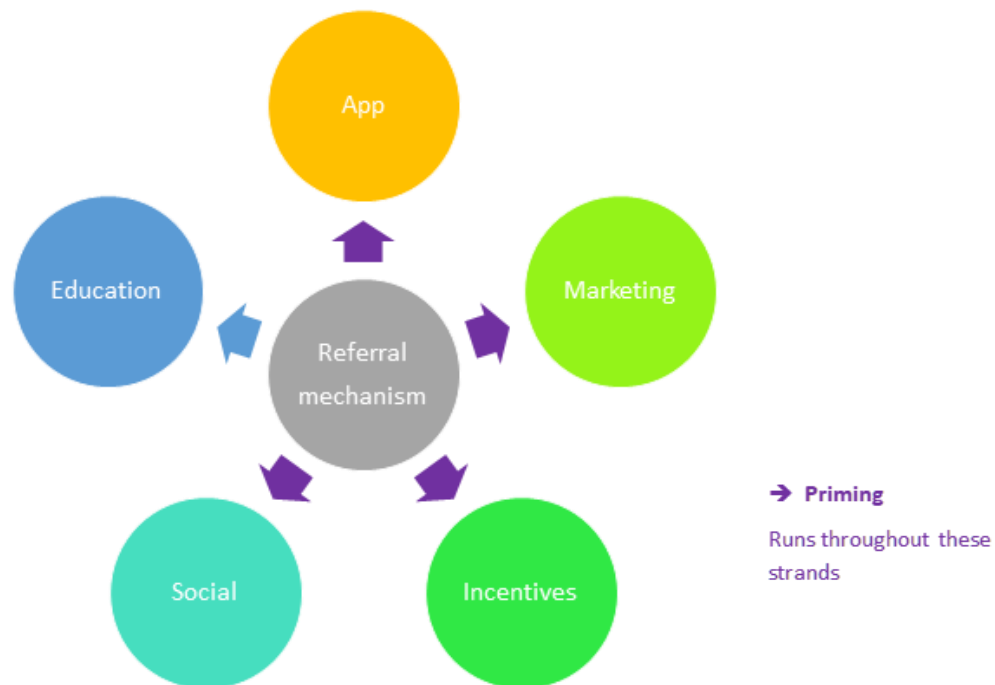 App
Education
Marketing
Referral
mechanism
Social
Incentives
➔ Priming
Runs throughout these
strands